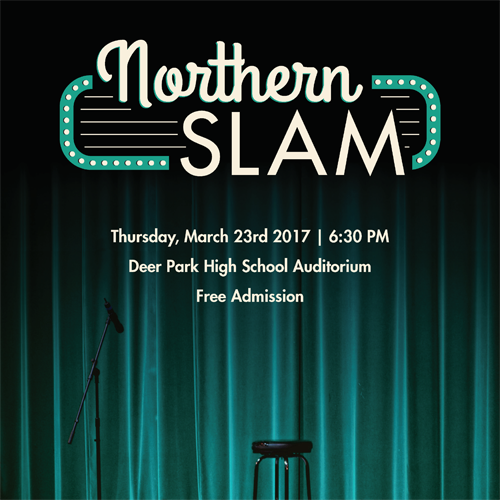 Northern
SLAM
Thursday, March 23rd 2017 | 6:30 PM
Deer Park High School Auditorium
Free Admission